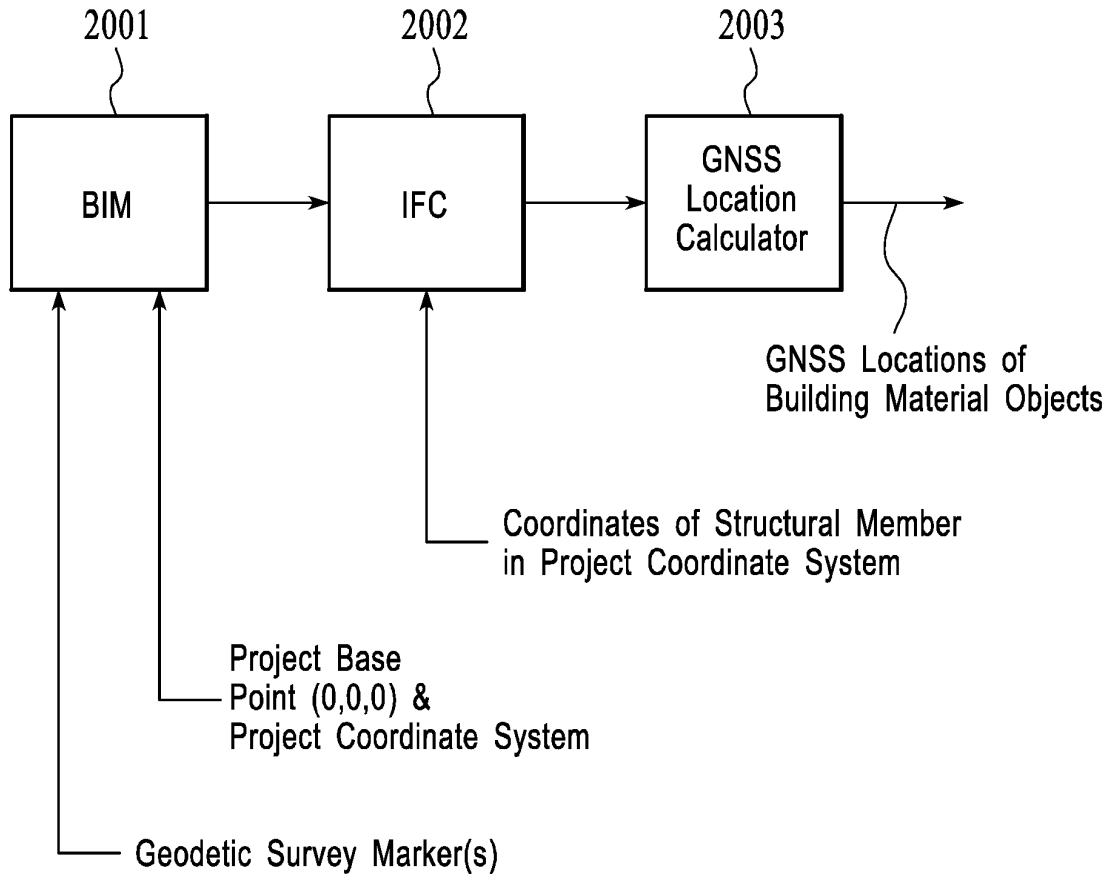 2001
2002
2003
BIM
IFC
GNSS
Location
Calculator
GNSS Locations of
Building Material Objects
Coordinates of Structural Member
in Project Coordinate System
Project Base
Point (0,0,0) &
Project Coordinate System
Geodetic Survey Marker(s)